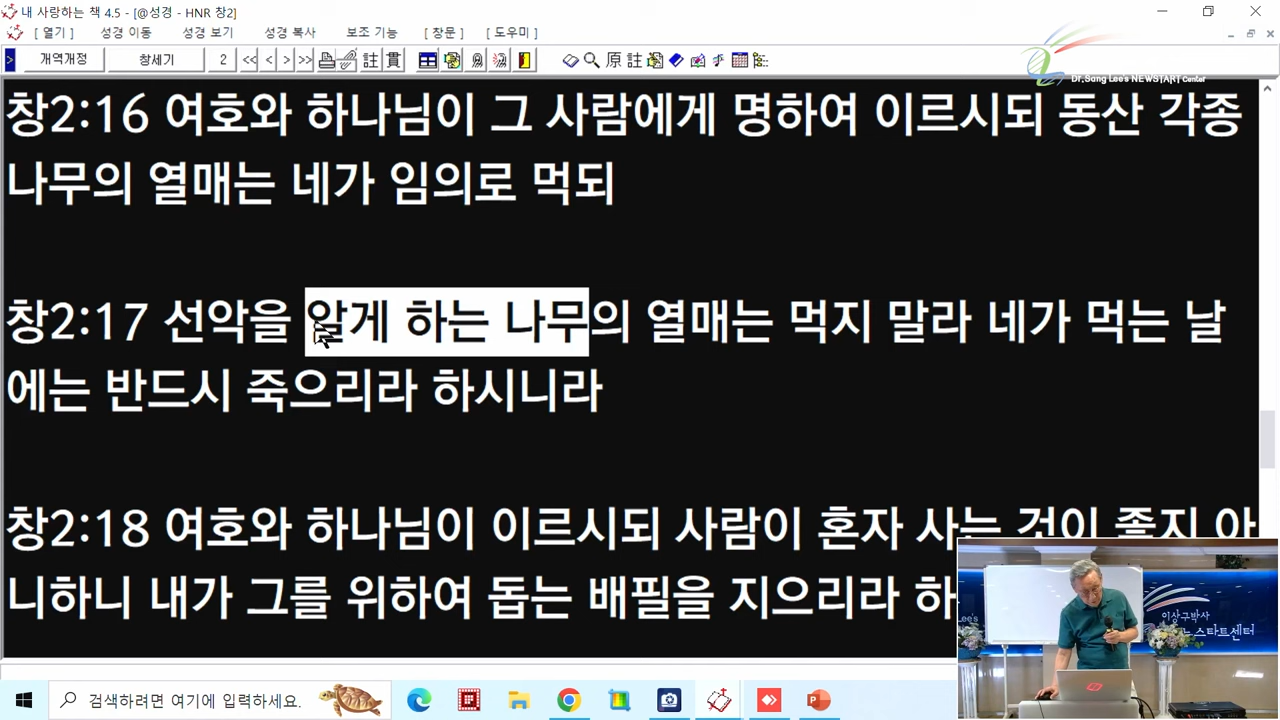 내 사랑하는 책 4.5 - [@성경 - HNR 창2]
[ 열기 ] 성경 이동 성경 보기 성경 복사 보조 기능 [ 창문 ] [ 도우미 ]
개역개정 창세기 2 << < > >> 註 貫 原 註
Dr.Sang Lee's NEWSTART Center
창2:16 여호와 하나님이 그 사람에게 명하여 이르시되 동산 각종
나무의 열매는 네가 임의로 먹되
창2:17 선악을 알게 하는 나무의 열매는 먹지 말라 네가 먹는 날
에는 반드시 죽으리라 하시니라
창2:18 여호와 하나님이 이르시되 사람이 혼자 사는 것이 좋지 아
니하니 내가 그를 위하여 돕는 배필을 지으리라 하
Lee's 이상구박사
스타트센터
검색하려면 여기에 입력하세요.